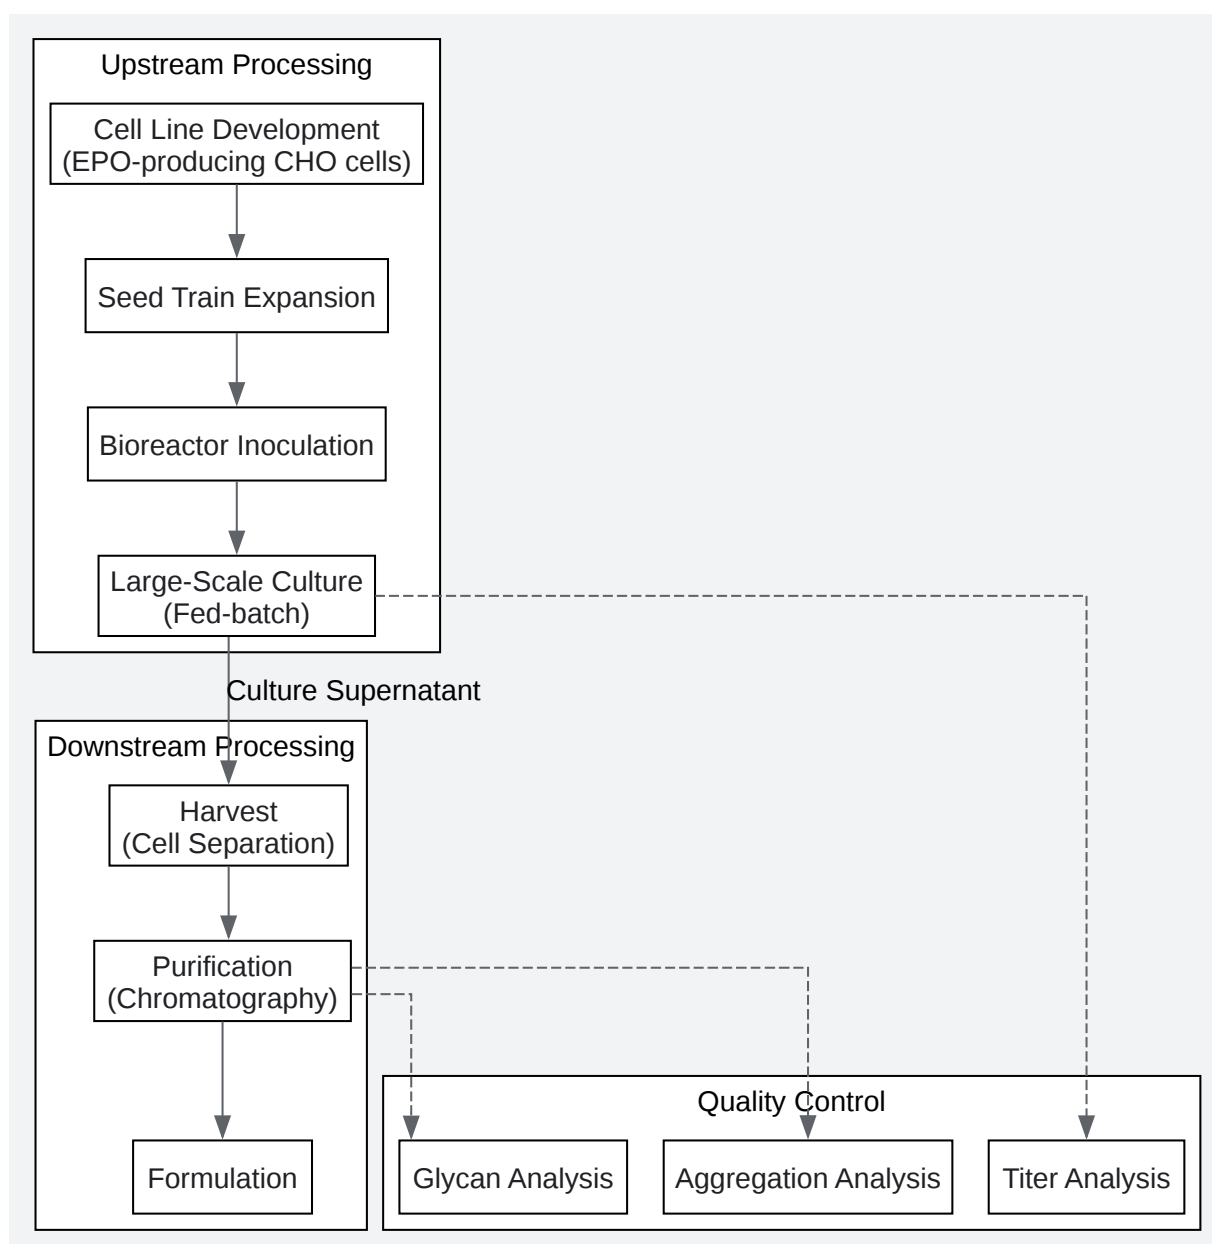 Upstream Processing
Cell Line Development
(EPO-producing CHO cells)
Seed Train Expansion
Bioreactor Inoculation
Large-Scale Culture
(Fed-batch)
Culture Supernatant
Downstream Processing
Harvest
(Cell Separation)
Purification
(Chromatography)
Formulation
Quality Control
Glycan Analysis
Aggregation Analysis
Titer Analysis